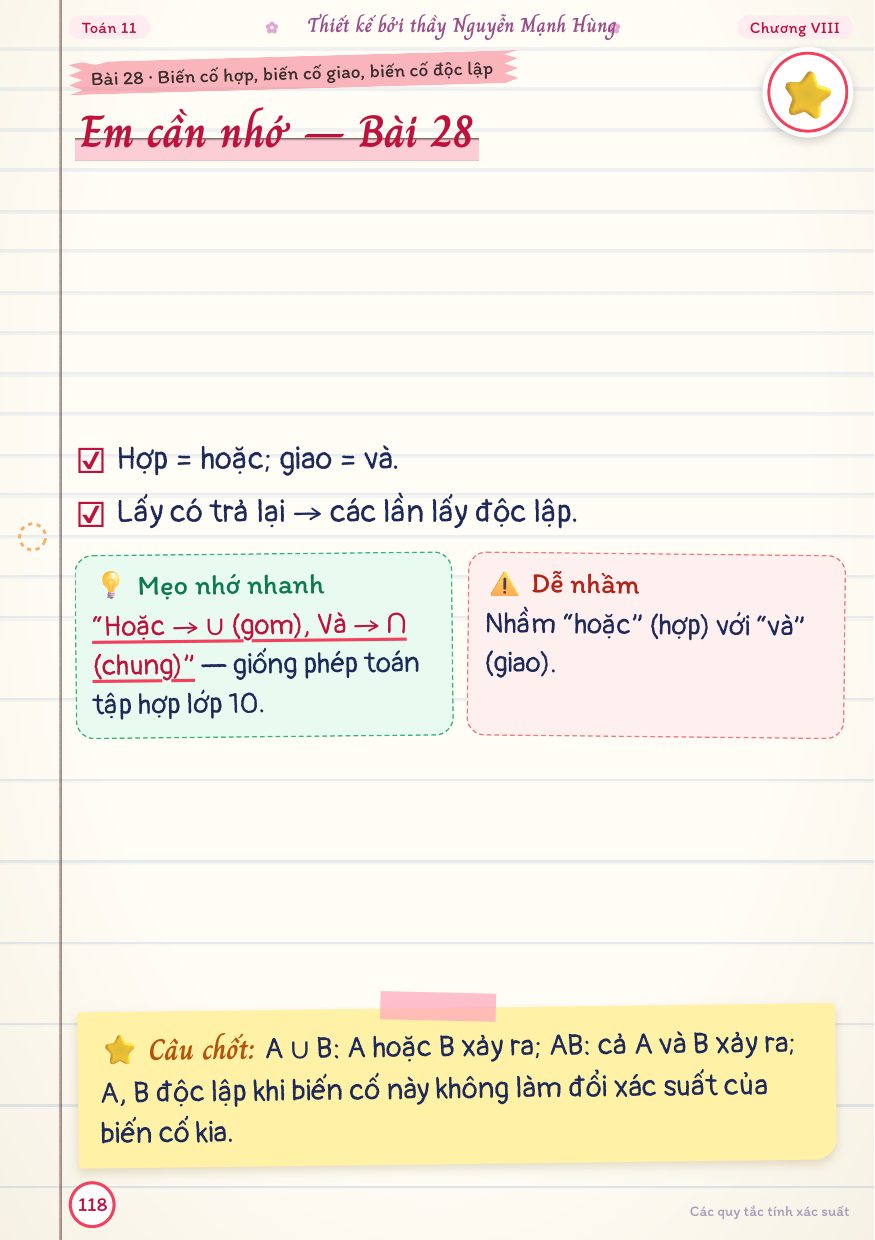 Toán 11
Thiết kế bởi thầy Nguyễn Mạnh Hùng
Chương VIII
Bài 28 · Biến cố hợp, biến cố giao, biến cố độc lập
Em cần nhớ — Bài 28
Hợp = hoặc; giao = và.
Lấy có trả lại → các lần lấy độc lập.
Mẹo nhớ nhanh
“Hoặc → ∪ (gom), Và → ∩
(chung)” — giống phép toán
tập hợp lớp 10.
Dễ nhầm
Nhầm “hoặc” (hợp) với “và”
(giao).
Câu chốt: A ∪ B: A hoặc B xảy ra; AB: cả A và B xảy ra;
A, B độc lập khi biến cố này không làm đổi xác suất của
biến cố kia.
118
Các quy tắc tính xác suất